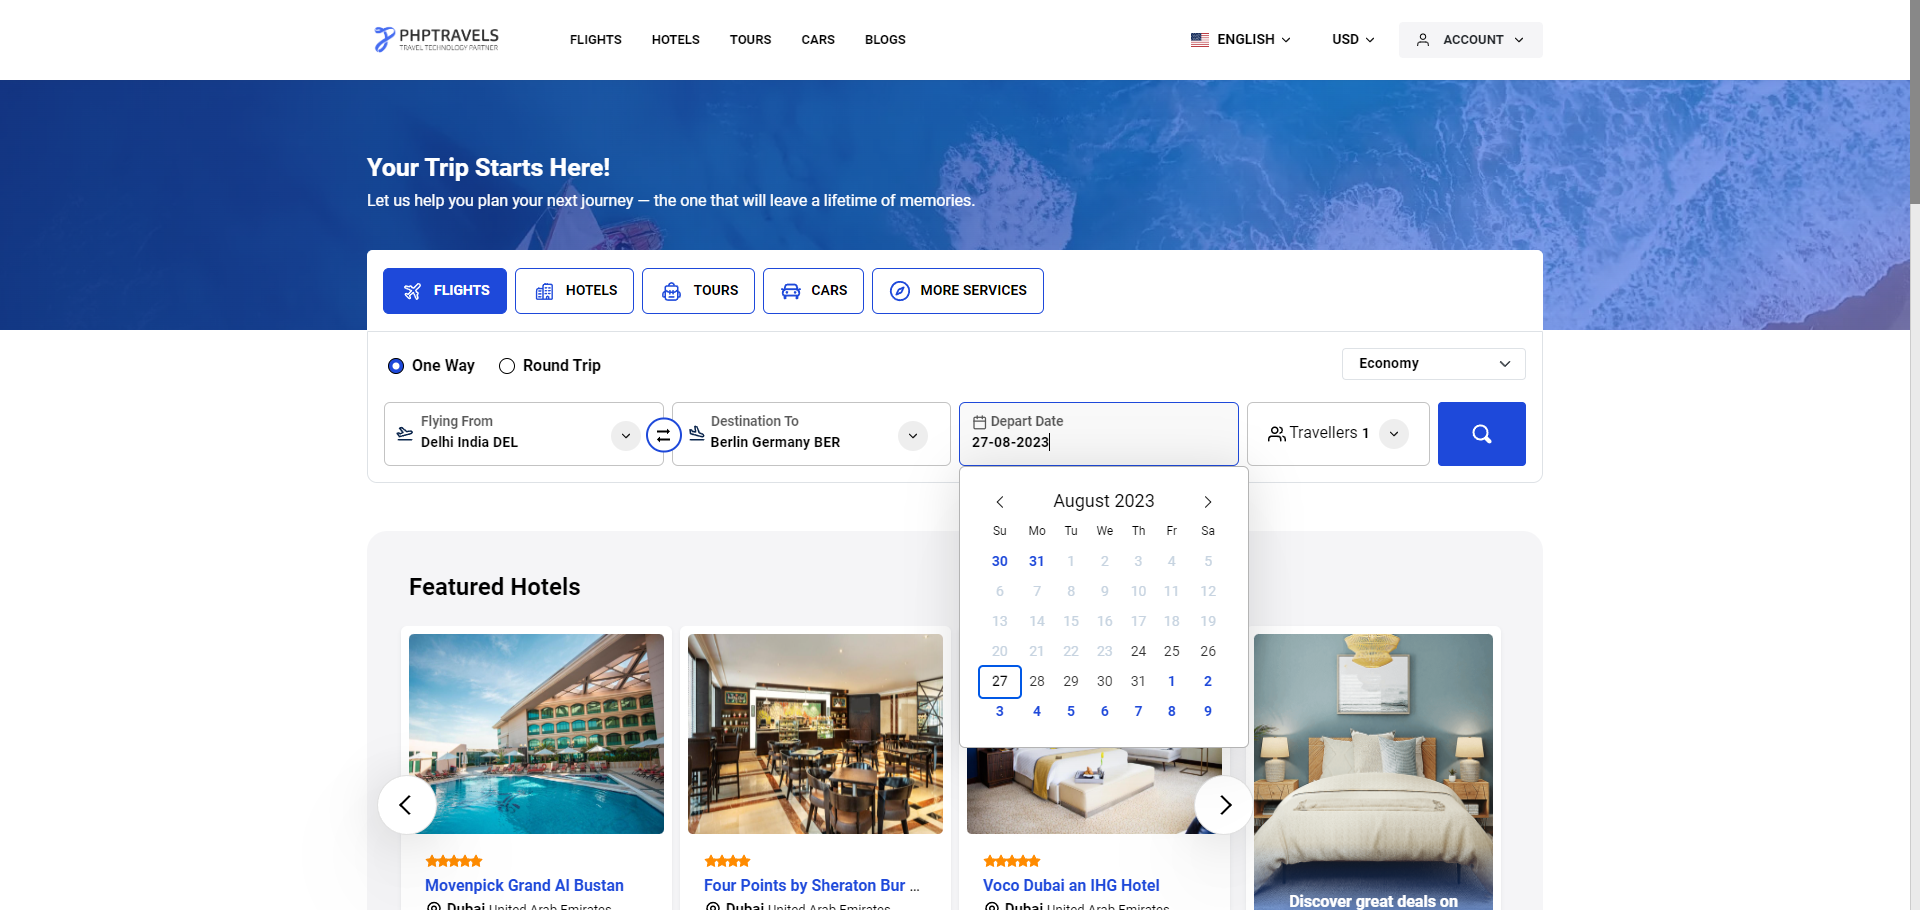 PHPTRAVELS
TRAVEL TECHNOLOGY PARTNER
FLIGHTS
HOTELS
TOURS
CARS
BLOGS
ENGLISH
USD
ACCOUNT
Your Trip Starts Here!
Let us help you plan your next journey — the one that will leave a lifetime of memories.
FLIGHTS
HOTELS
TOURS
CARS
MORE SERVICES
One Way
Round Trip
Economy
Flying From
Delhi India DEL
Destination To
Berlin Germany BER
Depart Date
27-08-2023
Travellers 1
August 2023
Su Mo Tu We Th Fr Sa
30 31 1 2 3 4 5
6 7 8 9 10 11 12
13 14 15 16 17 18 19
20 21 22 23 24 25 26
27 28 29 30 31 1 2
3 4 5 6 7 8 9
Featured Hotels
Movenpick Grand Al Bustan
Dubai United Arab Emirates
Four Points by Sheraton Bur ...
Dubai United Arab Emirates
Voco Dubai an IHG Hotel
Dubai United Arab Emirates
Discover great deals on